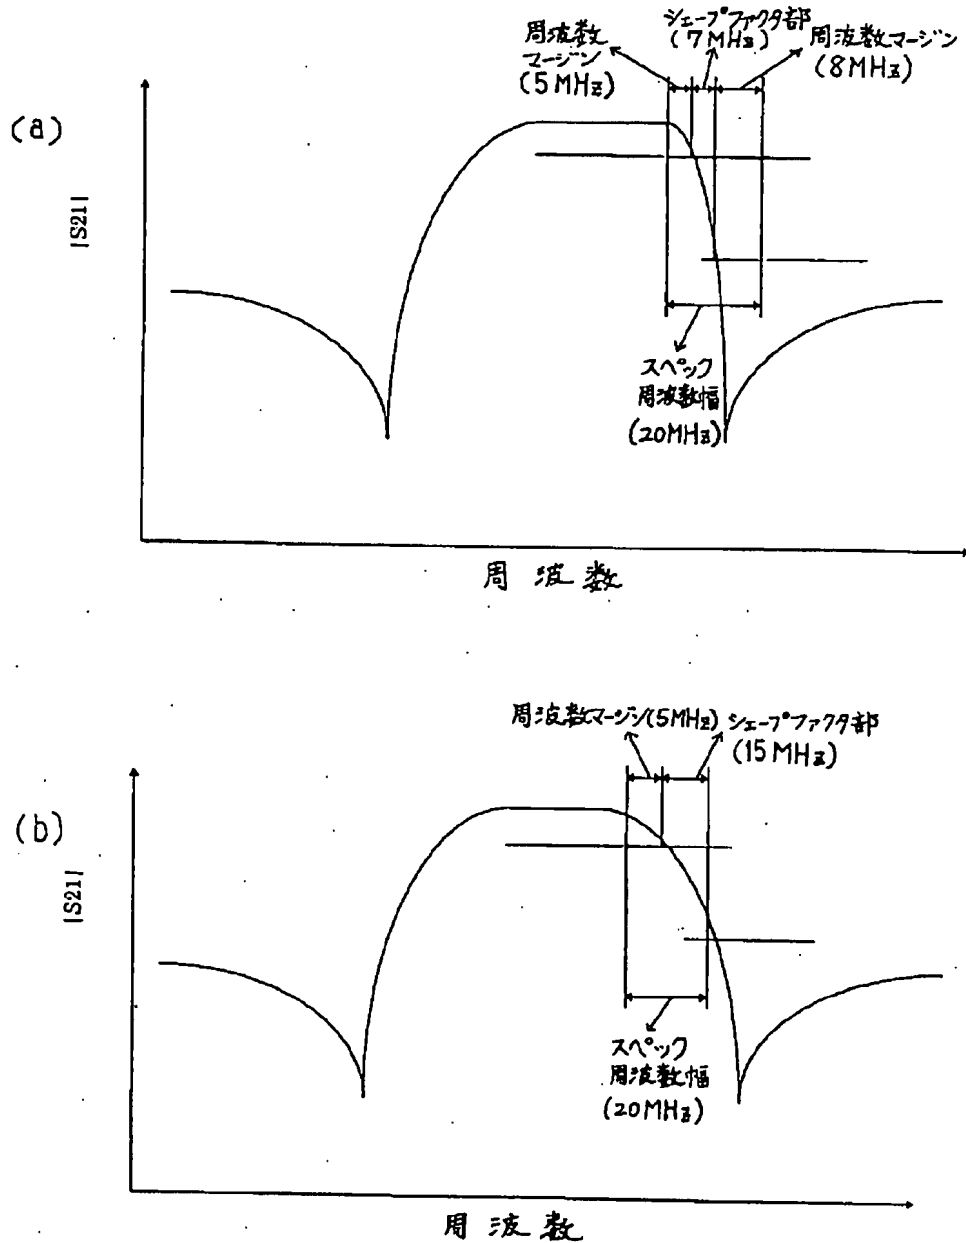 (a)
|S21|
周波数
マージン
(5MHz)
シェープファクタ部
(7MHz)
周波数マージン
(8MHz)
スペック
周波数幅
(20MHz)
周波数
(b)
|S21|
周波数マージン(5MHz)
シェープファクタ部
(15MHz)
スペック
周波数幅
(20MHz)
周波数